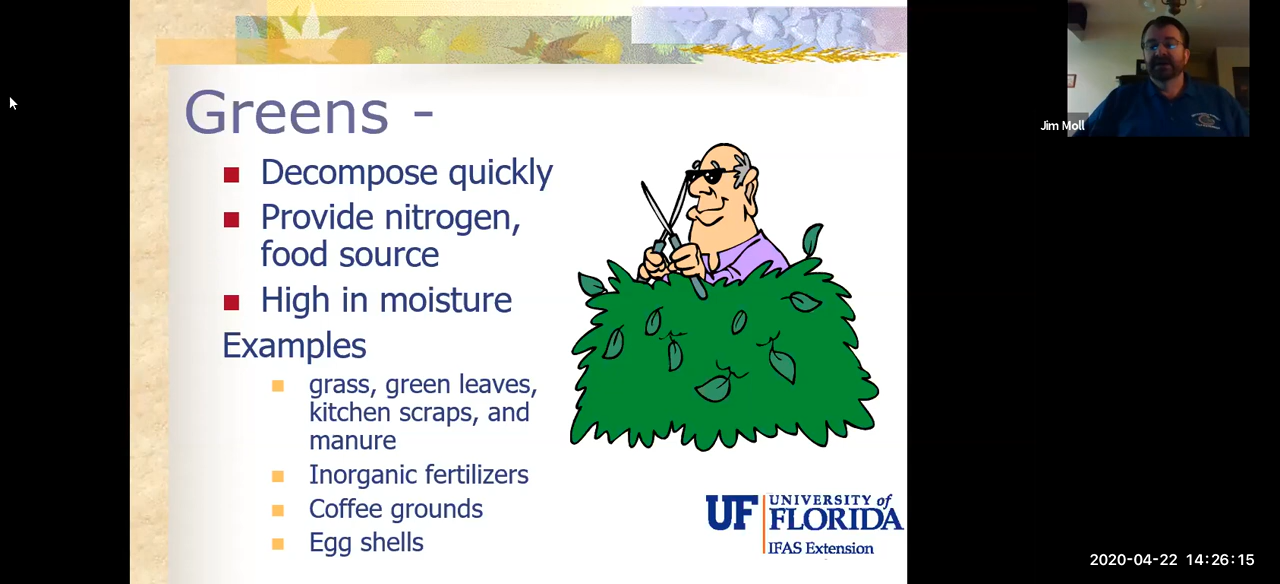 Greens -
Decompose quickly
Provide nitrogen,
food source
High in moisture
Examples
grass, green leaves,
kitchen scraps, and
manure
Inorganic fertilizers
Coffee grounds
Egg shells
UF UNIVERSITY of
FLORIDA
IFAS Extension
Jim Moll
2020-04-22 14:26:15